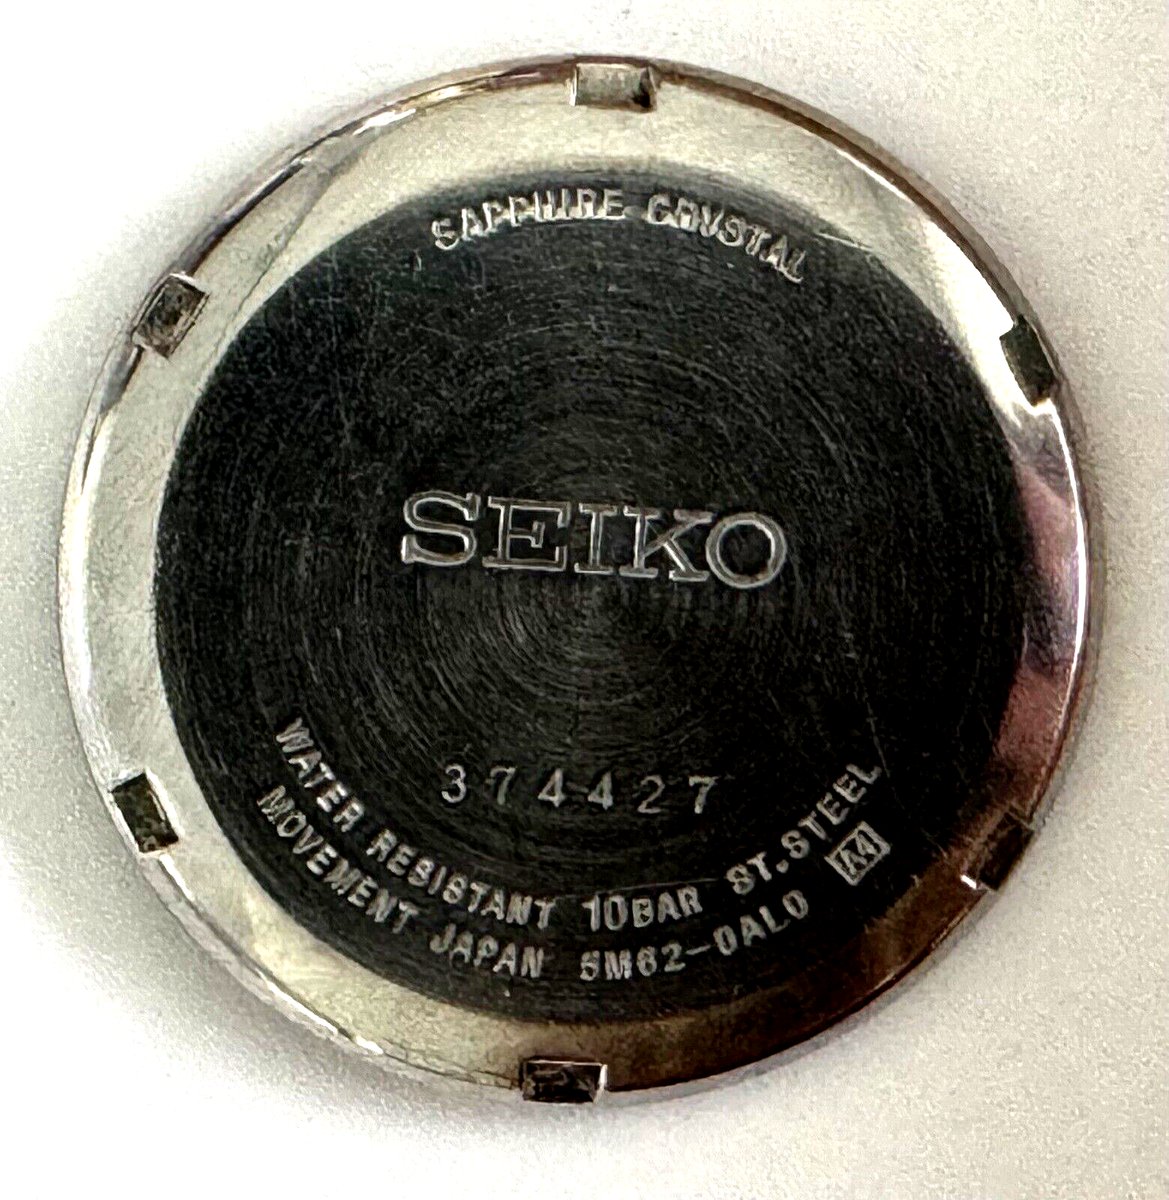 SAPPHIRE CRYSTAL
SEIKO
374427
WATER RESISTANT 10BAR ST.STEEL
MOVEMENT JAPAN 5M62-0AL0 A4